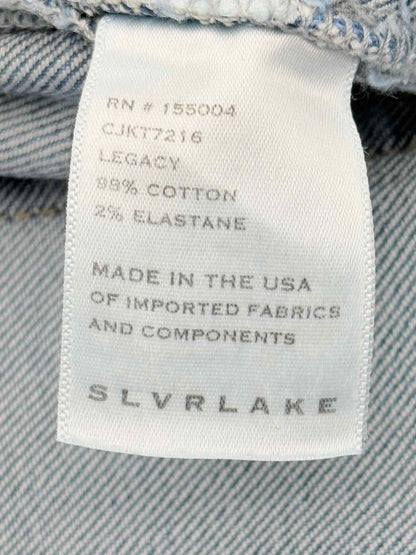 RN # 155004
CJKT7216
LEGACY
98% COTTON
2% ELASTANE
MADE IN THE USA
OF IMPORTED FABRICS
AND COMPONENTS
SLVRLAKE